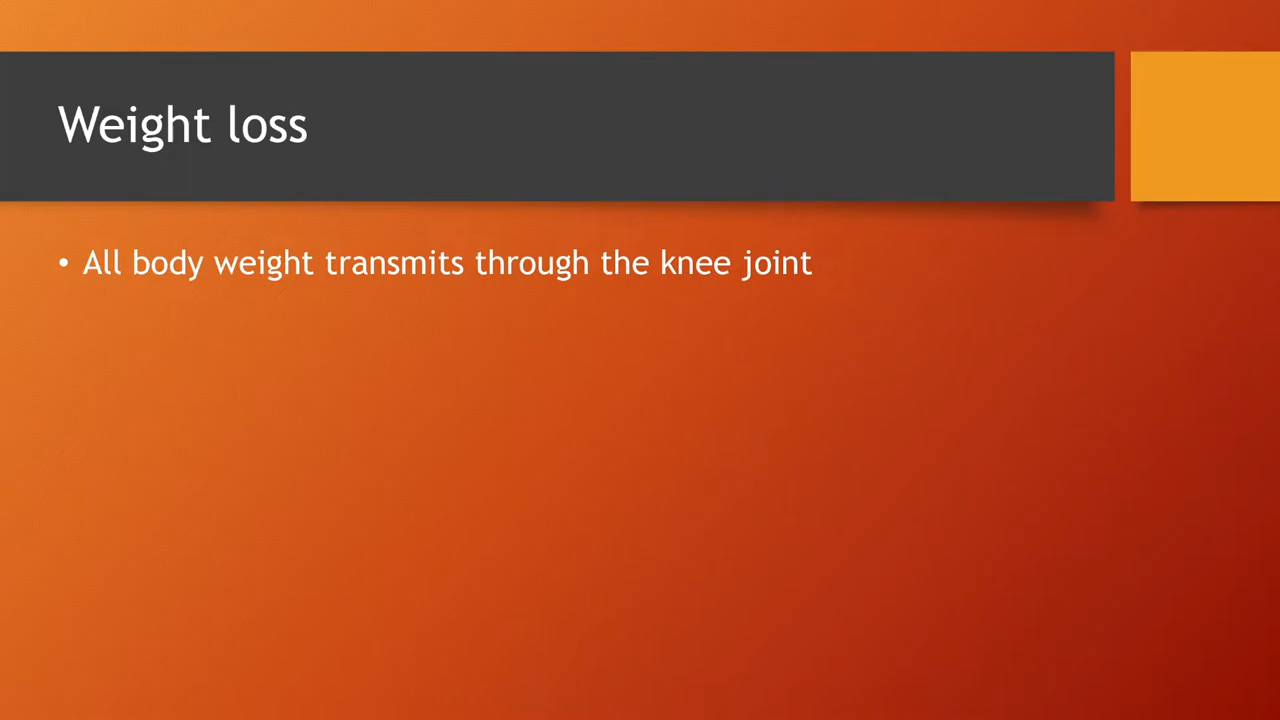 Weight loss
• All body weight transmits through the knee joint